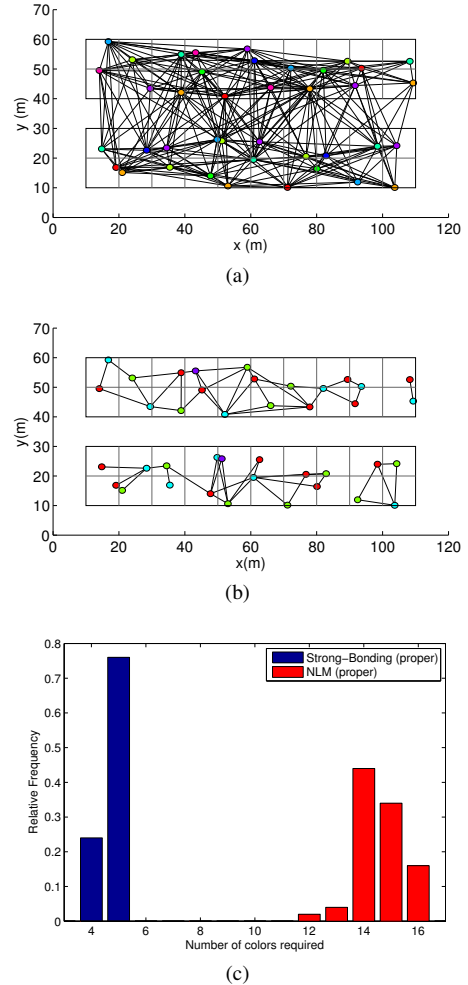 (a)
70
60
50
40
30
20
10
0
y (m)
0 20 40 60 80 100 120
x (m)
(a)
70
60
50
40
30
20
10
0
y(m)
0 20 40 60 80 100 120
x(m)
(b)
0.8
0.7
0.6
0.5
0.4
0.3
0.2
0.1
0
Relative Frequency
Strong−Bonding (proper)
NLM (proper)
4 6 8 10 12 14 16
Number of colors required
(c)